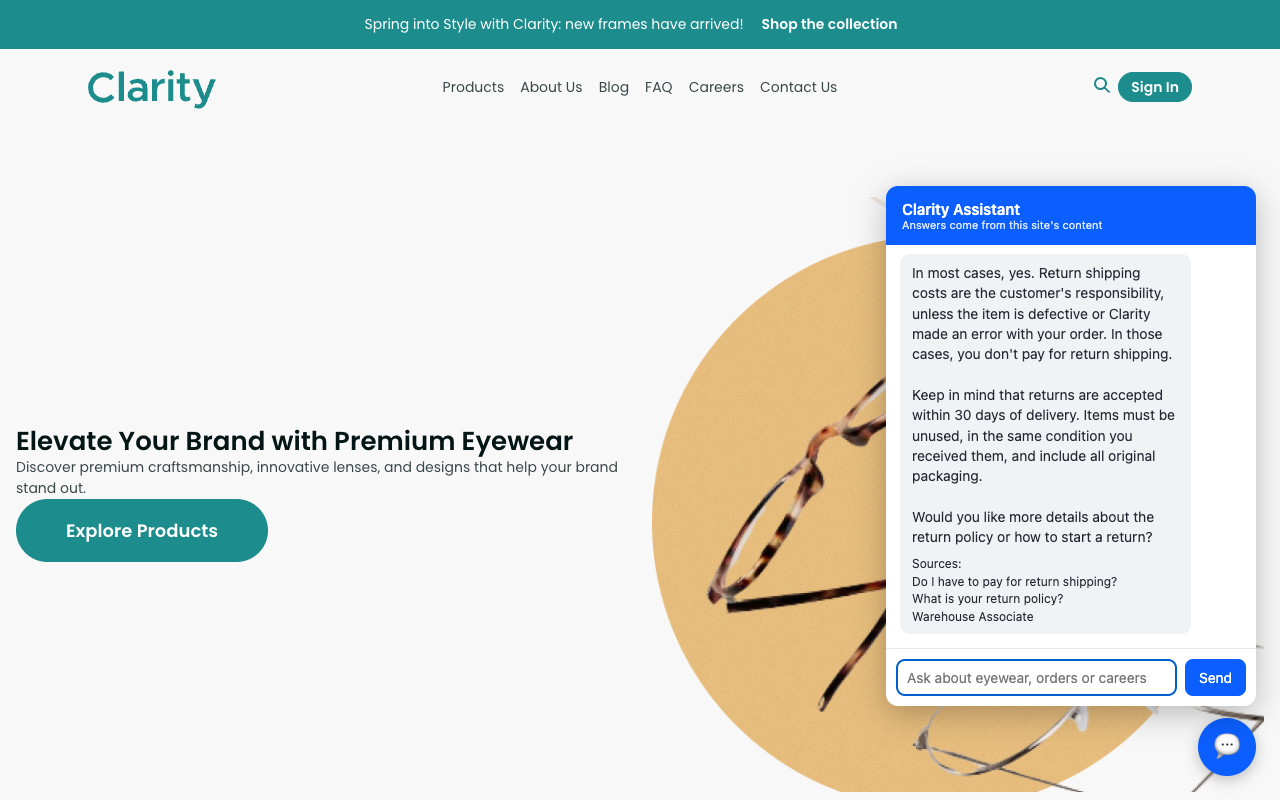 Spring into Style with Clarity: new frames have arrived! Shop the collection
Clarity
Products About Us Blog FAQ Careers Contact Us
Sign In
Elevate Your Brand with Premium Eyewear
Discover premium craftsmanship, innovative lenses, and designs that help your brand
stand out.
Explore Products
Clarity Assistant
Answers come from this site's content
In most cases, yes. Return shipping
costs are the customer's responsibility,
unless the item is defective or Clarity
made an error with your order. In those
cases, you don't pay for return shipping.
Keep in mind that returns are accepted
within 30 days of delivery. Items must be
unused, in the same condition you
received them, and include all original
packaging.
Would you like more details about the
return policy or how to start a return?
Sources:
Do I have to pay for return shipping?
What is your return policy?
Warehouse Associate
Ask about eyewear, orders or careers
Send